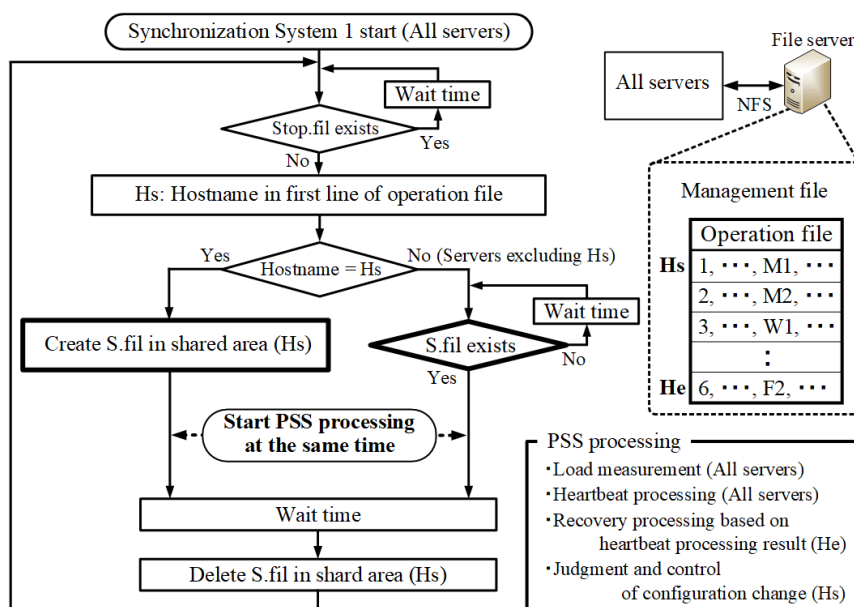 Synchronization System 1 start (All servers)
Wait time
Stop.fil exists
Yes
No
Hs: Hostname in first line of operation file
Yes
No (Servers excluding Hs)
Hostname = Hs
Wait time
Create S.fil in shared area (Hs)
S.fil exists
No
Yes
Start PSS processing
at the same time
Wait time
Delete S.fil in shard area (Hs)
File server
All servers
NFS
Management file
Operation file
Hs
1, ···, M1, ···
2, ···, M2, ···
3, ···, W1, ···
:
He
6, ···, F2, ···
PSS processing
・Load measurement (All servers)
・Heartbeat processing (All servers)
・Recovery processing based on
heartbeat processing result (He)
・Judgment and control
of configuration change (Hs)